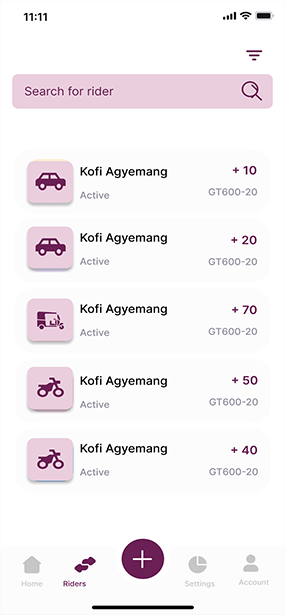 11:11
Search for rider
Kofi Agyemang
+ 10
Active
GT600-20
Kofi Agyemang
+ 20
Active
GT600-20
Kofi Agyemang
+ 70
Active
GT600-20
Kofi Agyemang
+ 50
Active
GT600-20
Kofi Agyemang
+ 40
Active
GT600-20
Home
Riders
Settings
Account